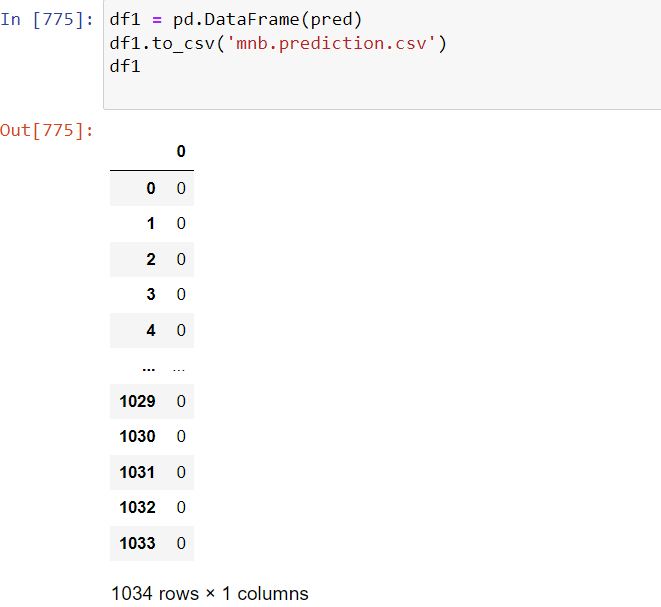 In [775]: df1 = pd.DataFrame(pred)
df1.to_csv('mnb.prediction.csv')
df1
Out[775]:
0
0 0
1 0
2 0
3 0
4 0
... ...
1029 0
1030 0
1031 0
1032 0
1033 0
1034 rows × 1 columns